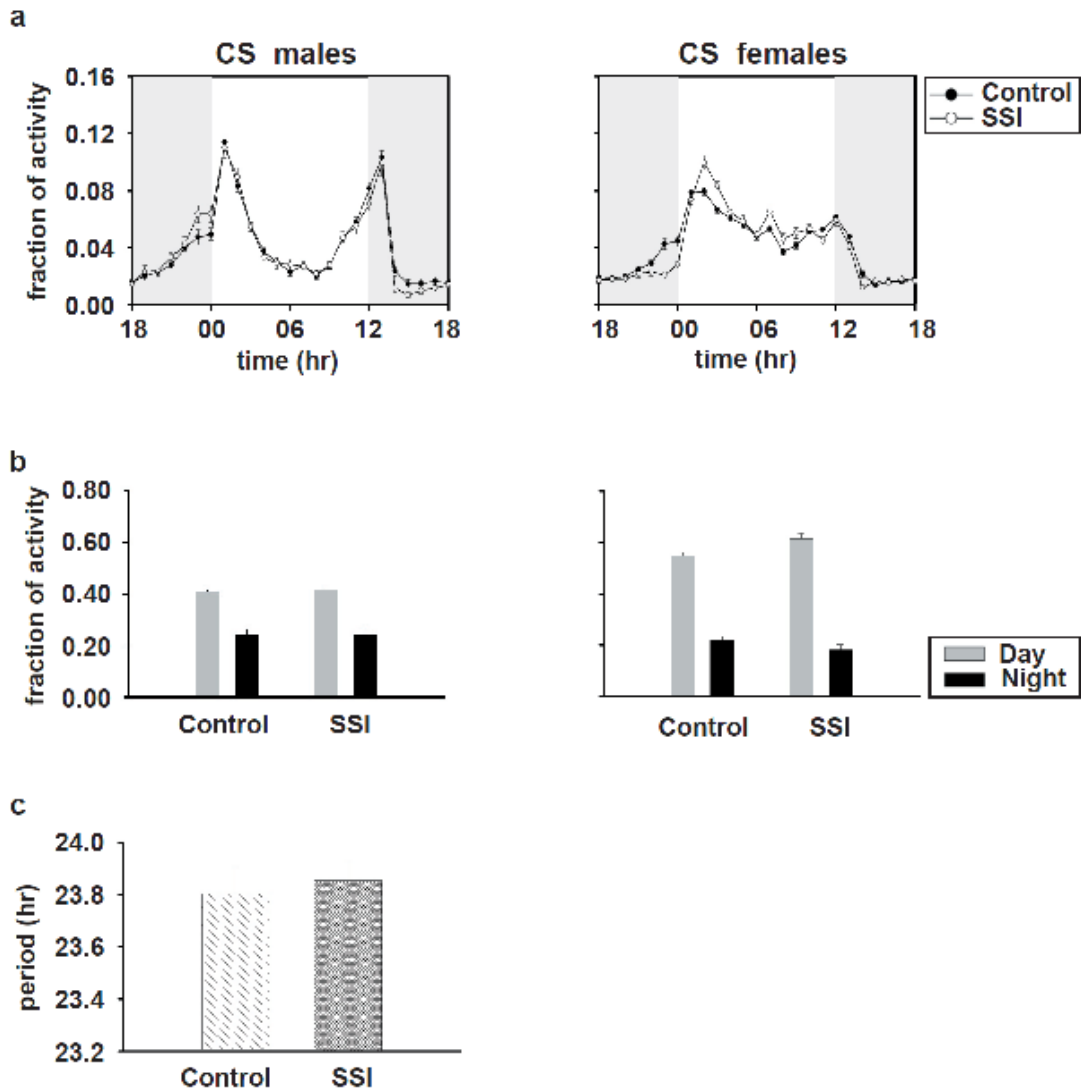 a
CS males
CS females
0.16
0.12
0.08
0.04
0.00
fraction of activity
18 00 06 12 18
time (hr)
18 00 06 12 18
time (hr)
Control
SSI
b
0.80
0.60
0.40
0.20
0.00
fraction of activity
Control SSI
Control SSI
Day
Night
c
24.0
23.8
23.6
23.4
23.2
period (hr)
Control SSI